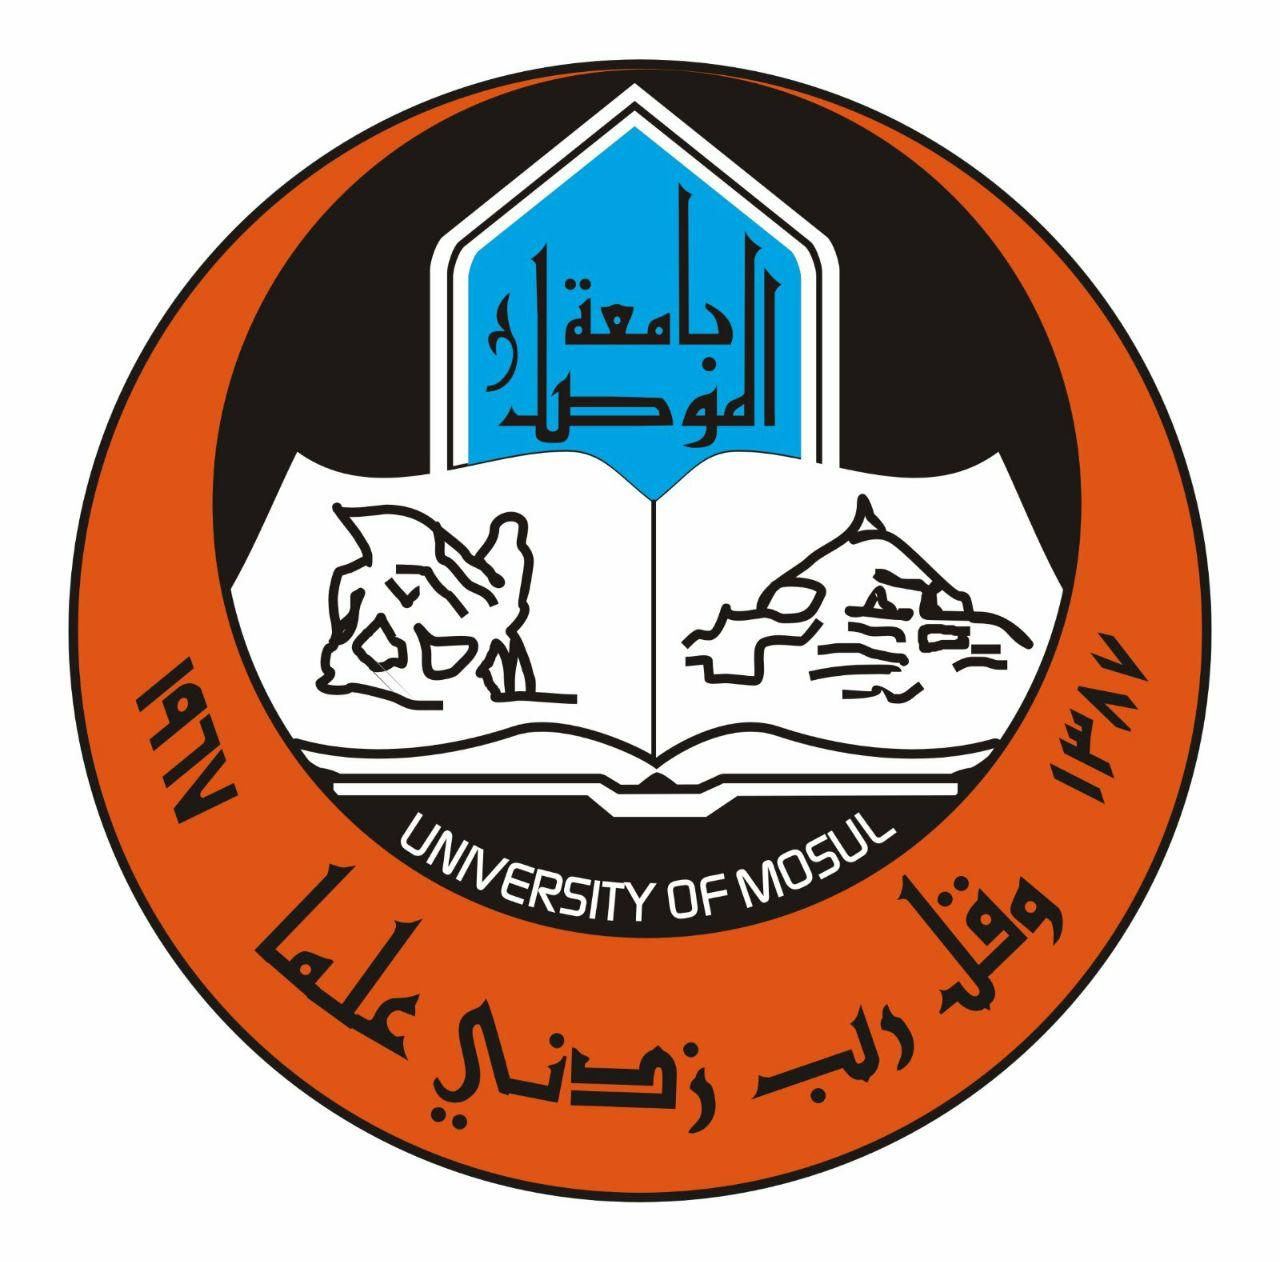 جامعة
الموصل
UNIVERSITY OF MOSUL
١٣٨٧
١٩٦٧
وقل رب زدني علما